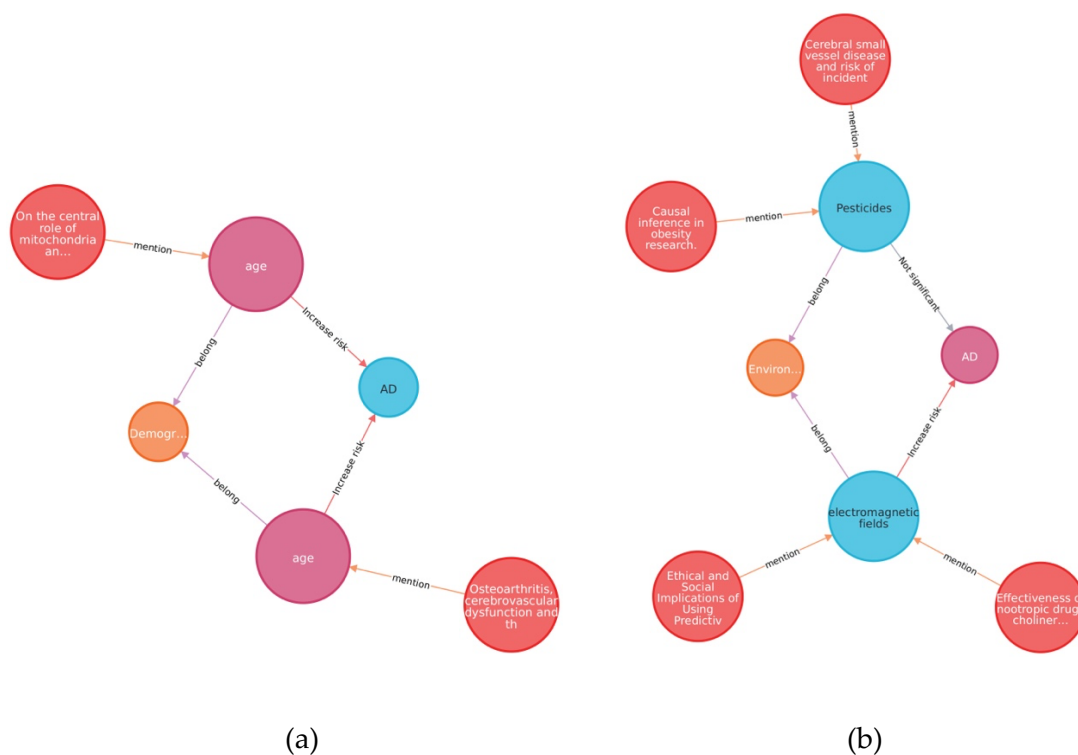 On the central
role of
mitochondria
an...
mention
age
Increase risk
belong
AD
Demogr...
Increase risk
belong
age
mention
Osteoarthritis,
cerebrovascular
dysfunction and
th
(a)
Cerebral small
vessel disease
and risk of
incident
mention
Pesticides
Causal
inference in
obesity
research.
mention
belong
Not significant
Environ...
AD
belong
Increase risk
electromagnetic
fields
mention
mention
Ethical and
Social
Implications of
Using
Predictiv
Effectiveness o
nootropic drug
choliner...
(b)